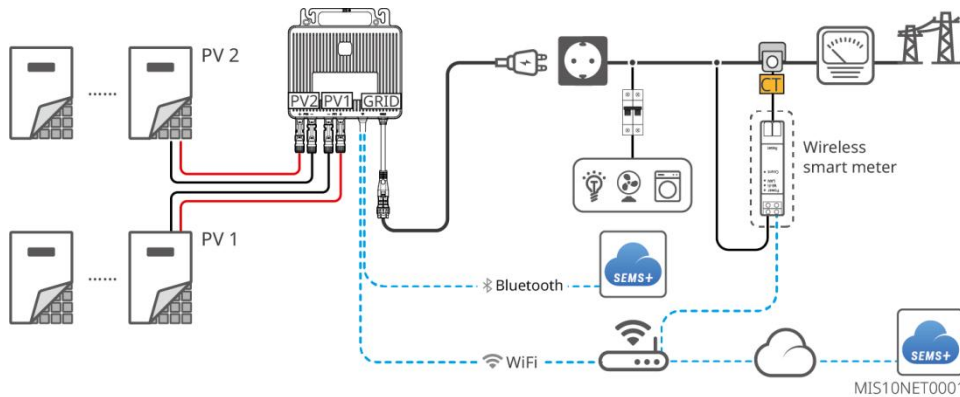 PV 2
PV2
PV1
GRID
CT
Wireless
smart meter
PV 1
Bluetooth
SEMS+
WiFi
SEMS+
MIS10NET0001